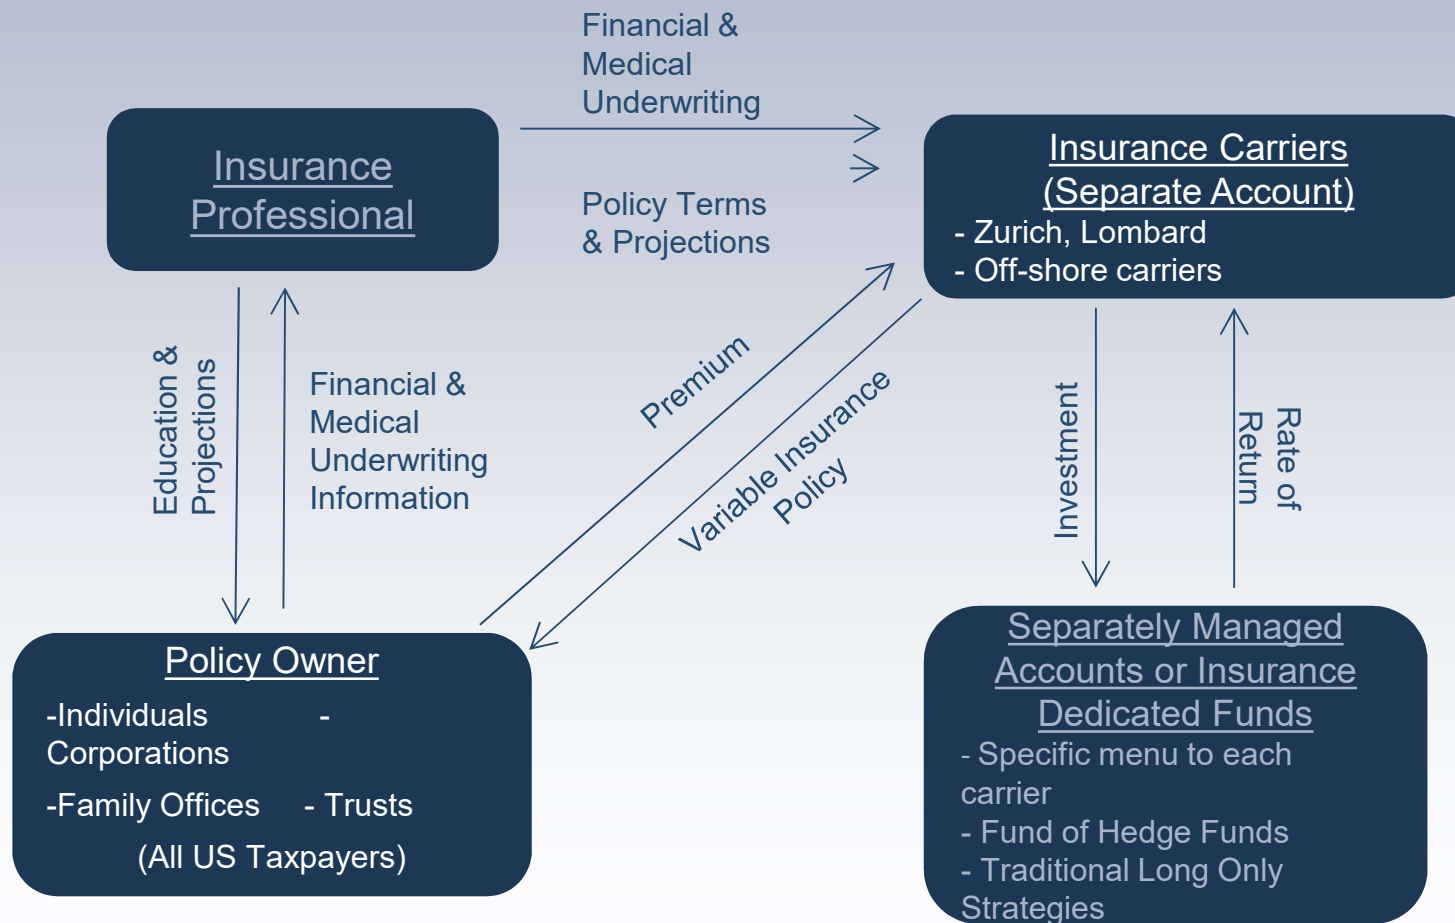 Financial &
Medical
Underwriting
Insurance
Professional
Policy Terms
& Projections
Insurance Carriers
(Separate Account)
- Zurich, Lombard
- Off-shore carriers
Education &
Projections
Financial &
Medical
Underwriting
Information
Premium
Variable Insurance
Policy
Investment
Rate of
Return
Policy Owner
-Individuals -
Corporations
-Family Offices - Trusts
(All US Taxpayers)
Separately Managed
Accounts or Insurance
Dedicated Funds
- Specific menu to each
carrier
- Fund of Hedge Funds
- Traditional Long Only
Strategies